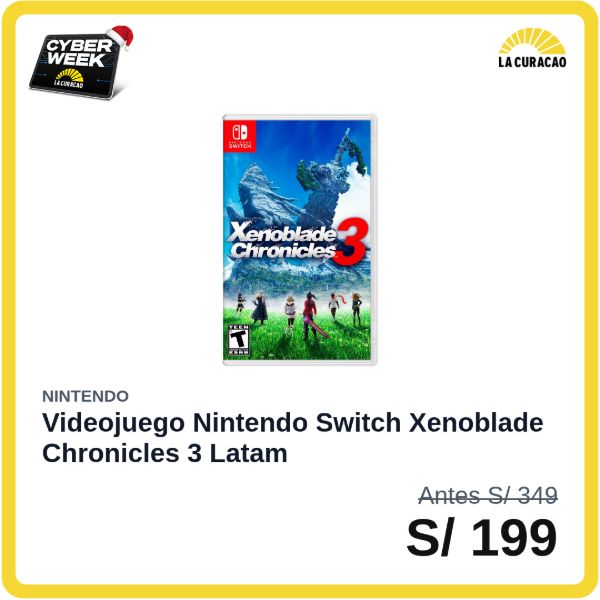 CYBER
WEEK
LA CURACAO
LA CURACAO
NINTENDO
SWITCH
Xenoblade
Chronicles 3
TEEN
T
ESRB
NINTENDO
Videojuego Nintendo Switch Xenoblade
Chronicles 3 Latam
Antes S/ 349
S/ 199